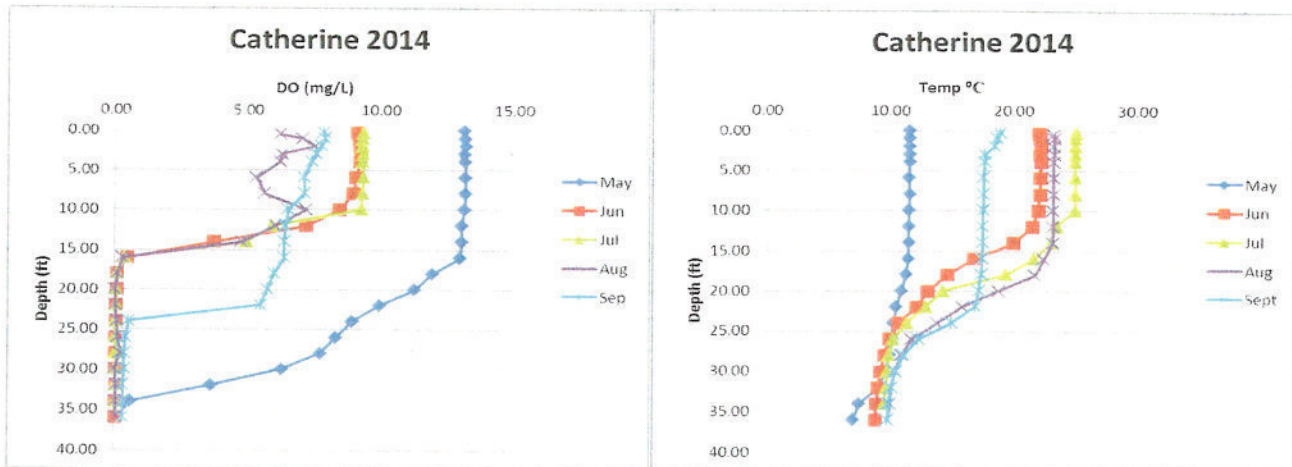 Catherine 2014
DO (mg/L)
0.00 5.00 10.00 15.00
0.00
5.00
10.00
15.00
20.00
25.00
30.00
35.00
40.00
Depth (ft)
May
Jun
Jul
Aug
Sep
Catherine 2014
Temp °C
0.00 10.00 20.00 30.00
0.00
5.00
10.00
15.00
20.00
25.00
30.00
35.00
40.00
Depth (ft)
May
Jun
Jul
Aug
Sept